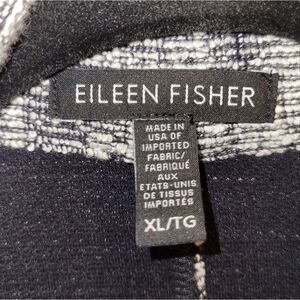 EILEEN FISHER
MADE IN
USA OF
IMPORTED
FABRIC/
FABRIQUÉ
AUX
ETATS-UNIS
DE TISSUS
IMPORTÉS
XL/TG